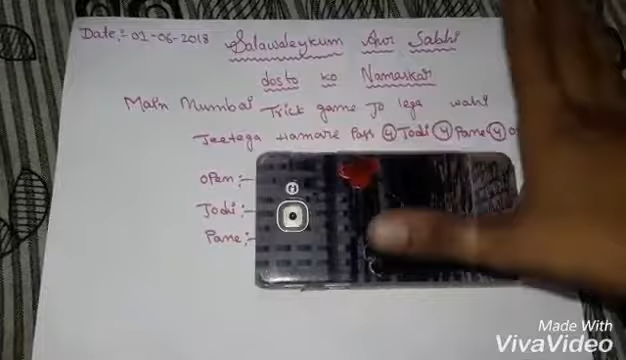 Date:- 01-06-2018
Salawaleykum Aur Sabhi
dosto ko Namaskar
Main Mumbai Trick game Jo lega wahi
Jeetega Hamare Pass 4 Jodi 4 Pane 4 O
Open:-
Jodi:-
Pane:-
Made With
VivaVideo